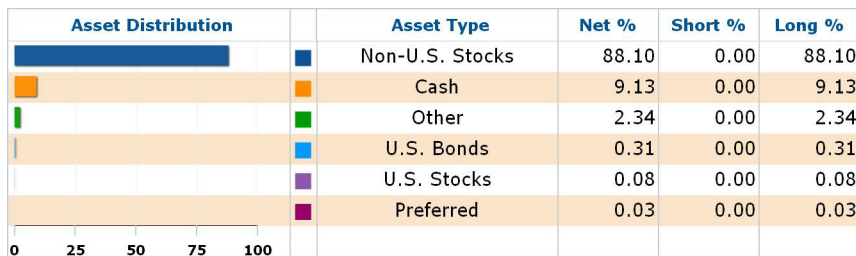 Asset Distribution Asset Type Net % Short % Long %
Non-U.S. Stocks 88.10 0.00 88.10
Cash 9.13 0.00 9.13
Other 2.34 0.00 2.34
U.S. Bonds 0.31 0.00 0.31
U.S. Stocks 0.08 0.00 0.08
Preferred 0.03 0.00 0.03
0 25 50 75 100